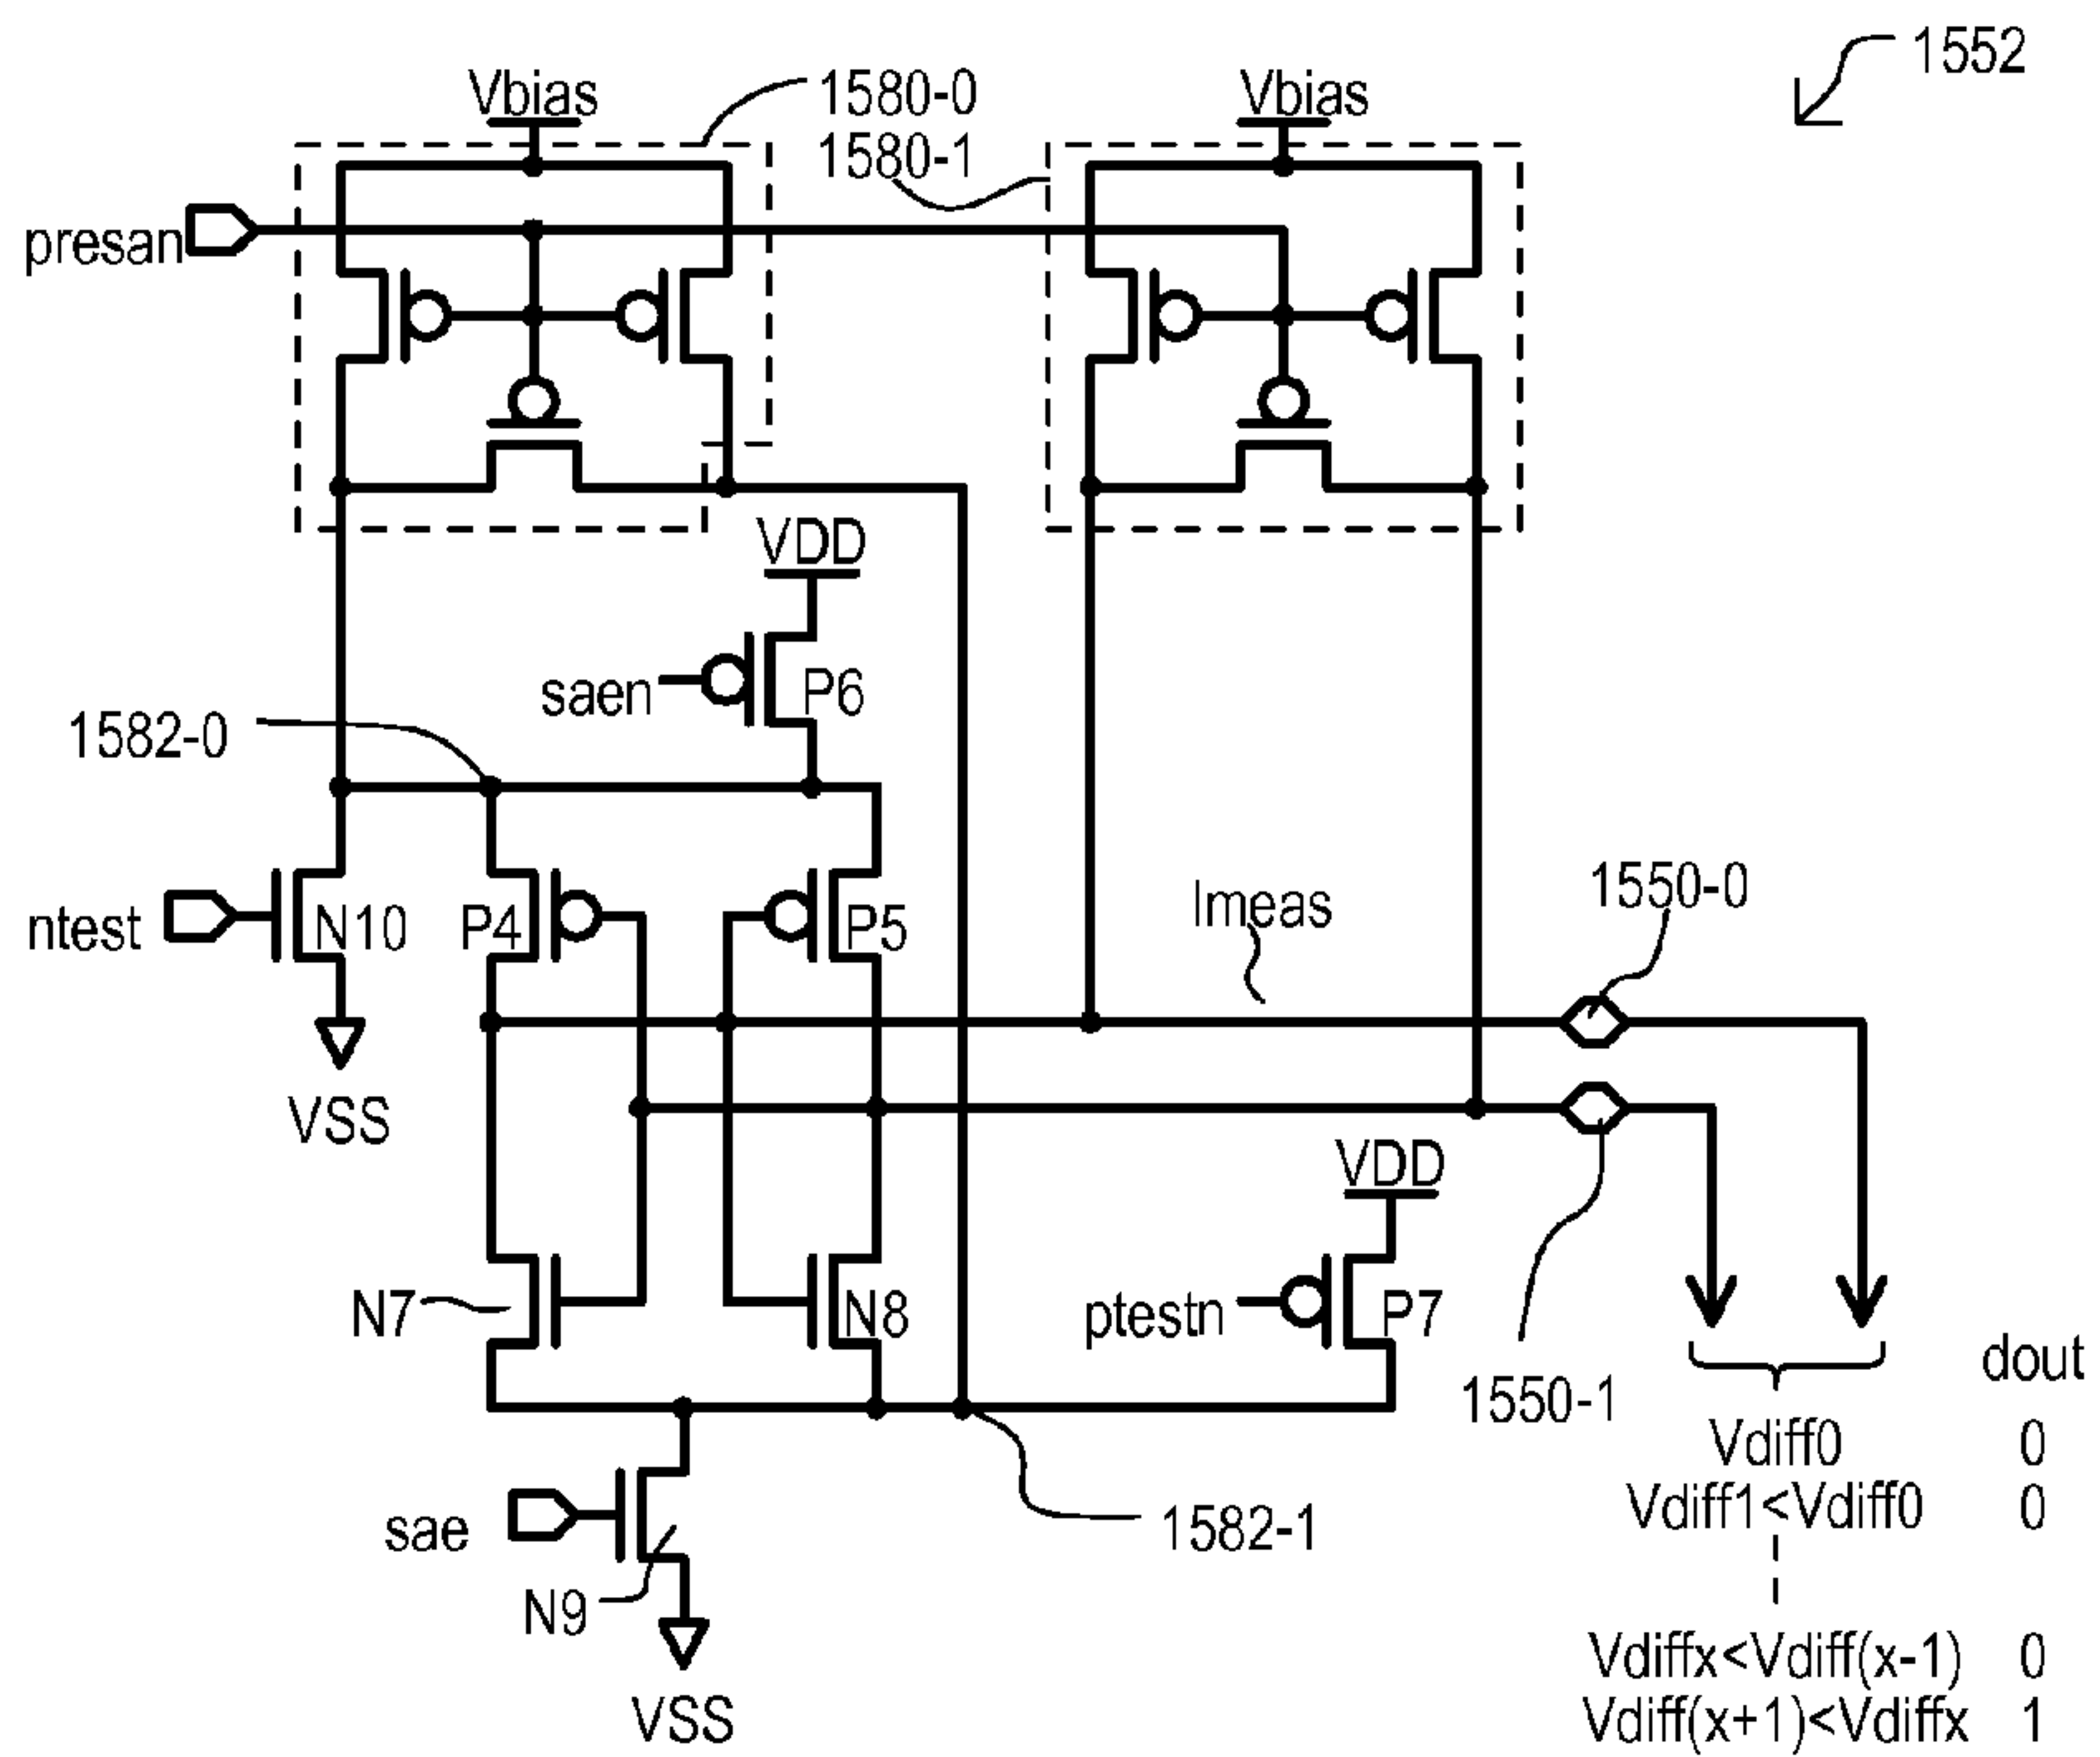 1552
Vbias
1580-0
Vbias
1580-1
presan
VDD
saen
P6
1582-0
1550-0
Imeas
ntest
N10
P4
P5
VSS
VDD
N7
N8
ptestn
P7
dout
1550-1
Vdiff0 0
Vdiff1<Vdiff0 0
sae
1582-1
N9
Vdiffx<Vdiff(x-1) 0
VSS
Vdiff(x+1)<Vdiffx 1